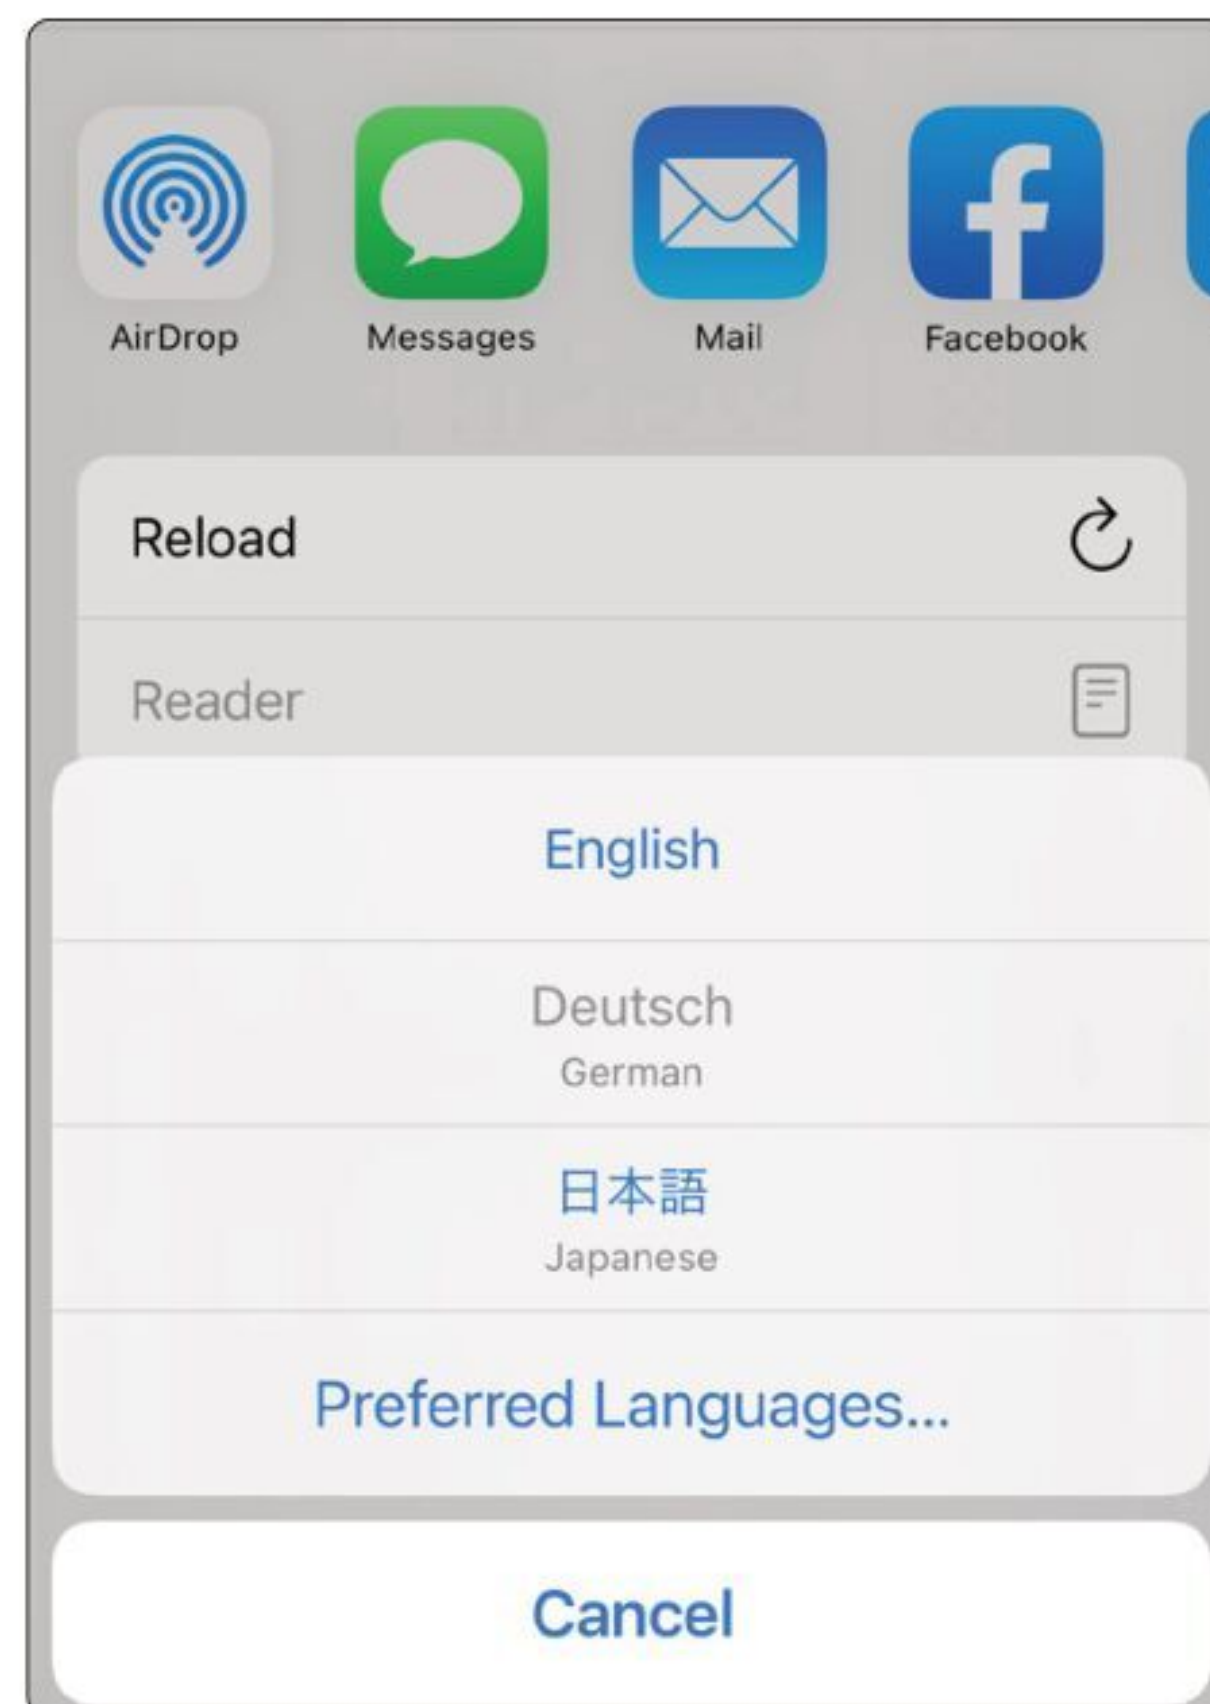 AirDrop
Messages
Mail
Facebook
Reload
Reader
English
Deutsch
German
日本語
Japanese
Preferred Languages...
Cancel